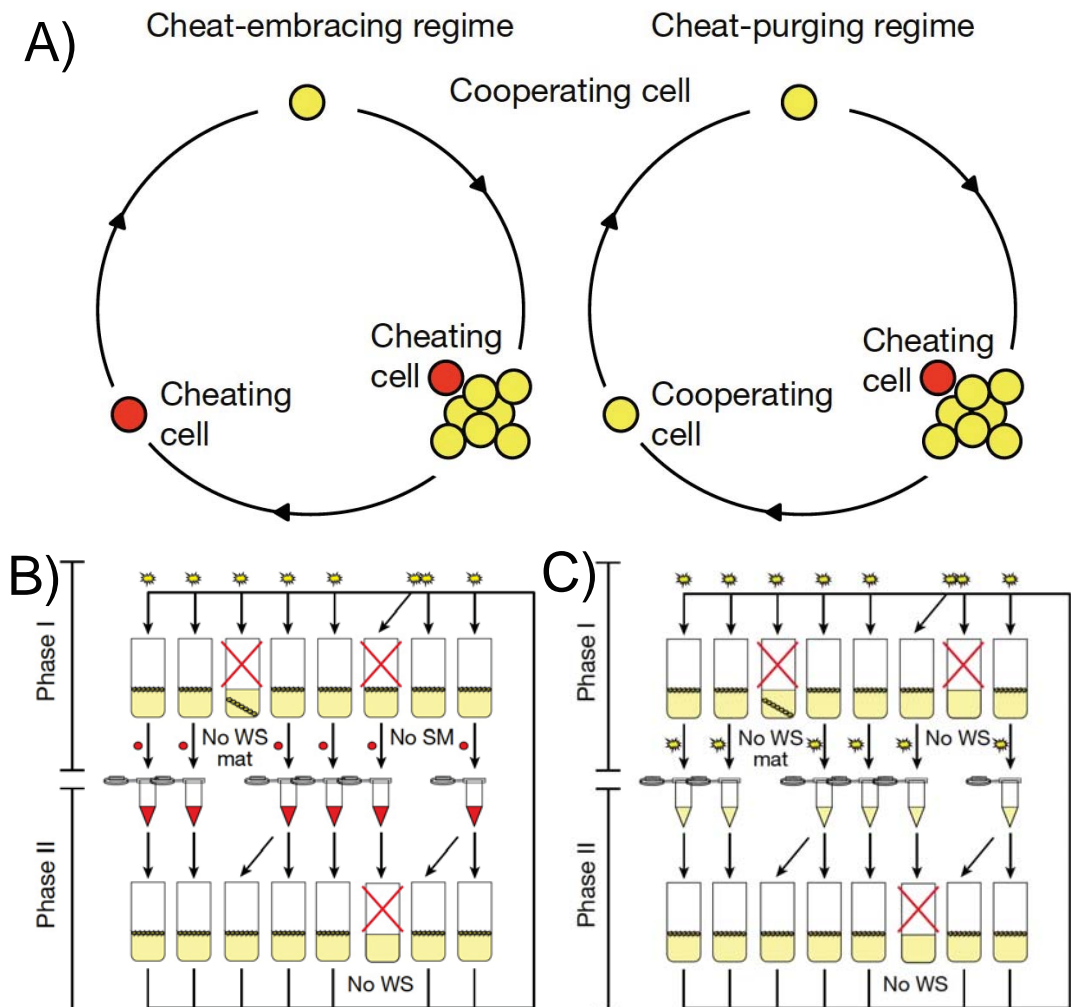 A)
Cheat-embracing regime
Cheat-purging regime
Cooperating cell
Cheating
cell
Cheating
cell
Cheating
cell
Cooperating
cell
B)
Phase I
No WS
mat
No SM
Phase II
No WS
C)
Phase I
No WS
mat
No WS
Phase II
No WS